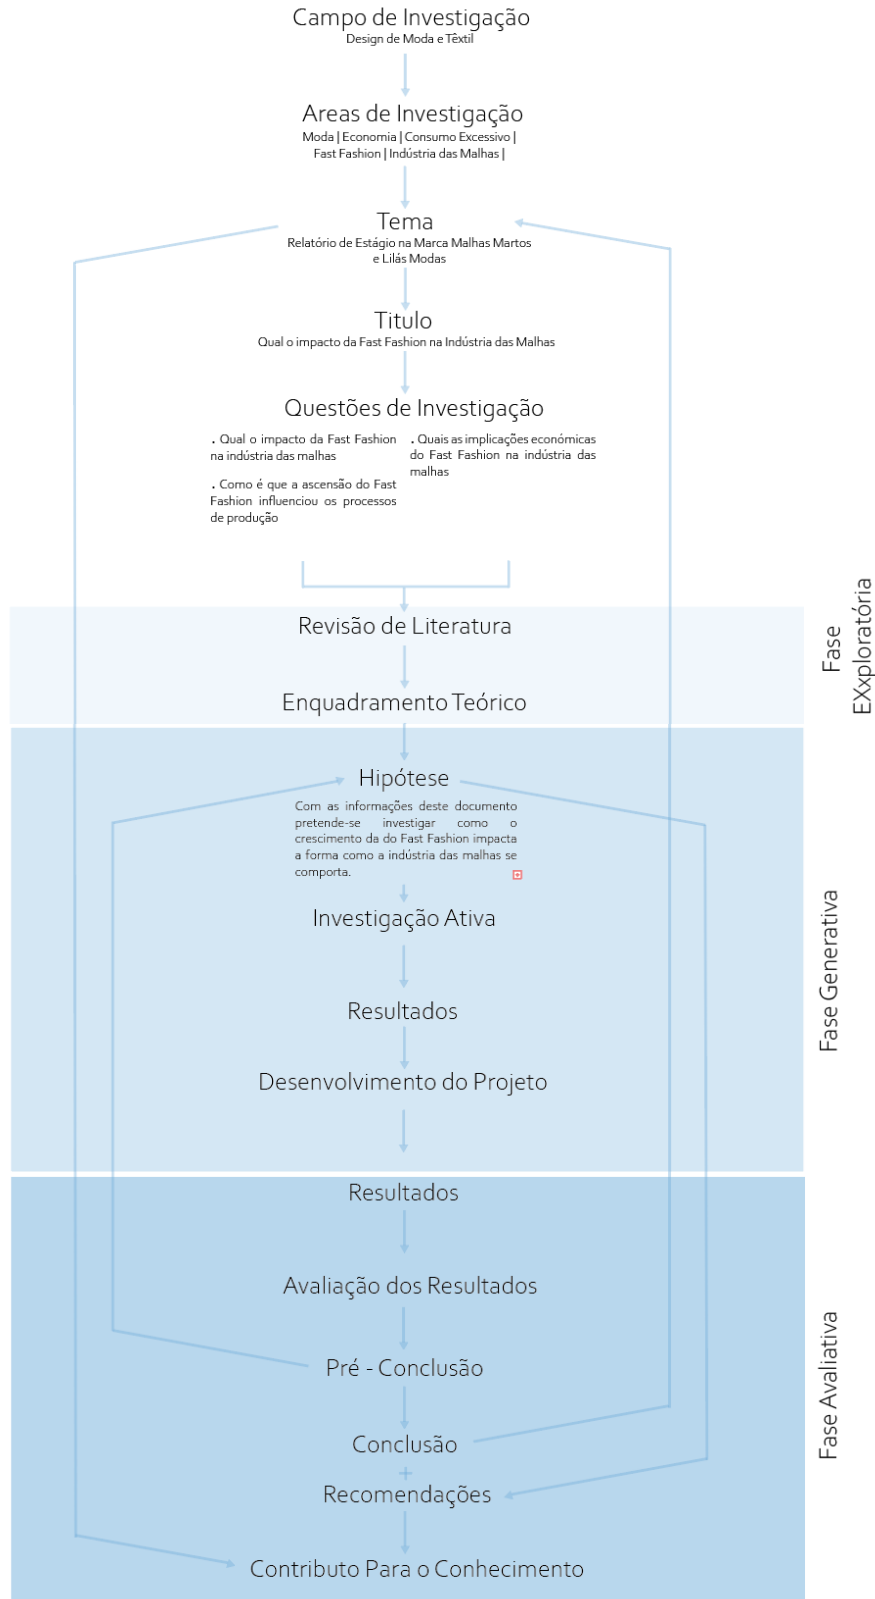 Campo de Investigação
Design de Moda e Têxtil
Areas de Investigação
Moda | Economia | Consumo Excessivo |
Fast Fashion | Indústria das Malhas |
Tema
Relatório de Estágio na Marca Malhas Martos
e Lilás Modas
Titulo
Qual o impacto da Fast Fashion na Indústria das Malhas
Questões de Investigação
. Qual o impacto da Fast Fashion
na indústria das malhas
. Como é que a ascensão do Fast
Fashion influenciou os processos
de produção
. Quais as implicações económicas
do Fast Fashion na indústria das
malhas
Revisão de Literatura
Enquadramento Teórico
Fase
EXxploratória
Hipótese
Com as informações deste documento
pretende-se investigar como o
crescimento da do Fast Fashion impacta
a forma como a indústria das malhas se
comporta.
Investigação Ativa
Resultados
Desenvolvimento do Projeto
Fase Generativa
Resultados
Avaliação dos Resultados
Pré - Conclusão
Conclusão
+
Recomendações
Contributo Para o Conhecimento
Fase Avaliativa